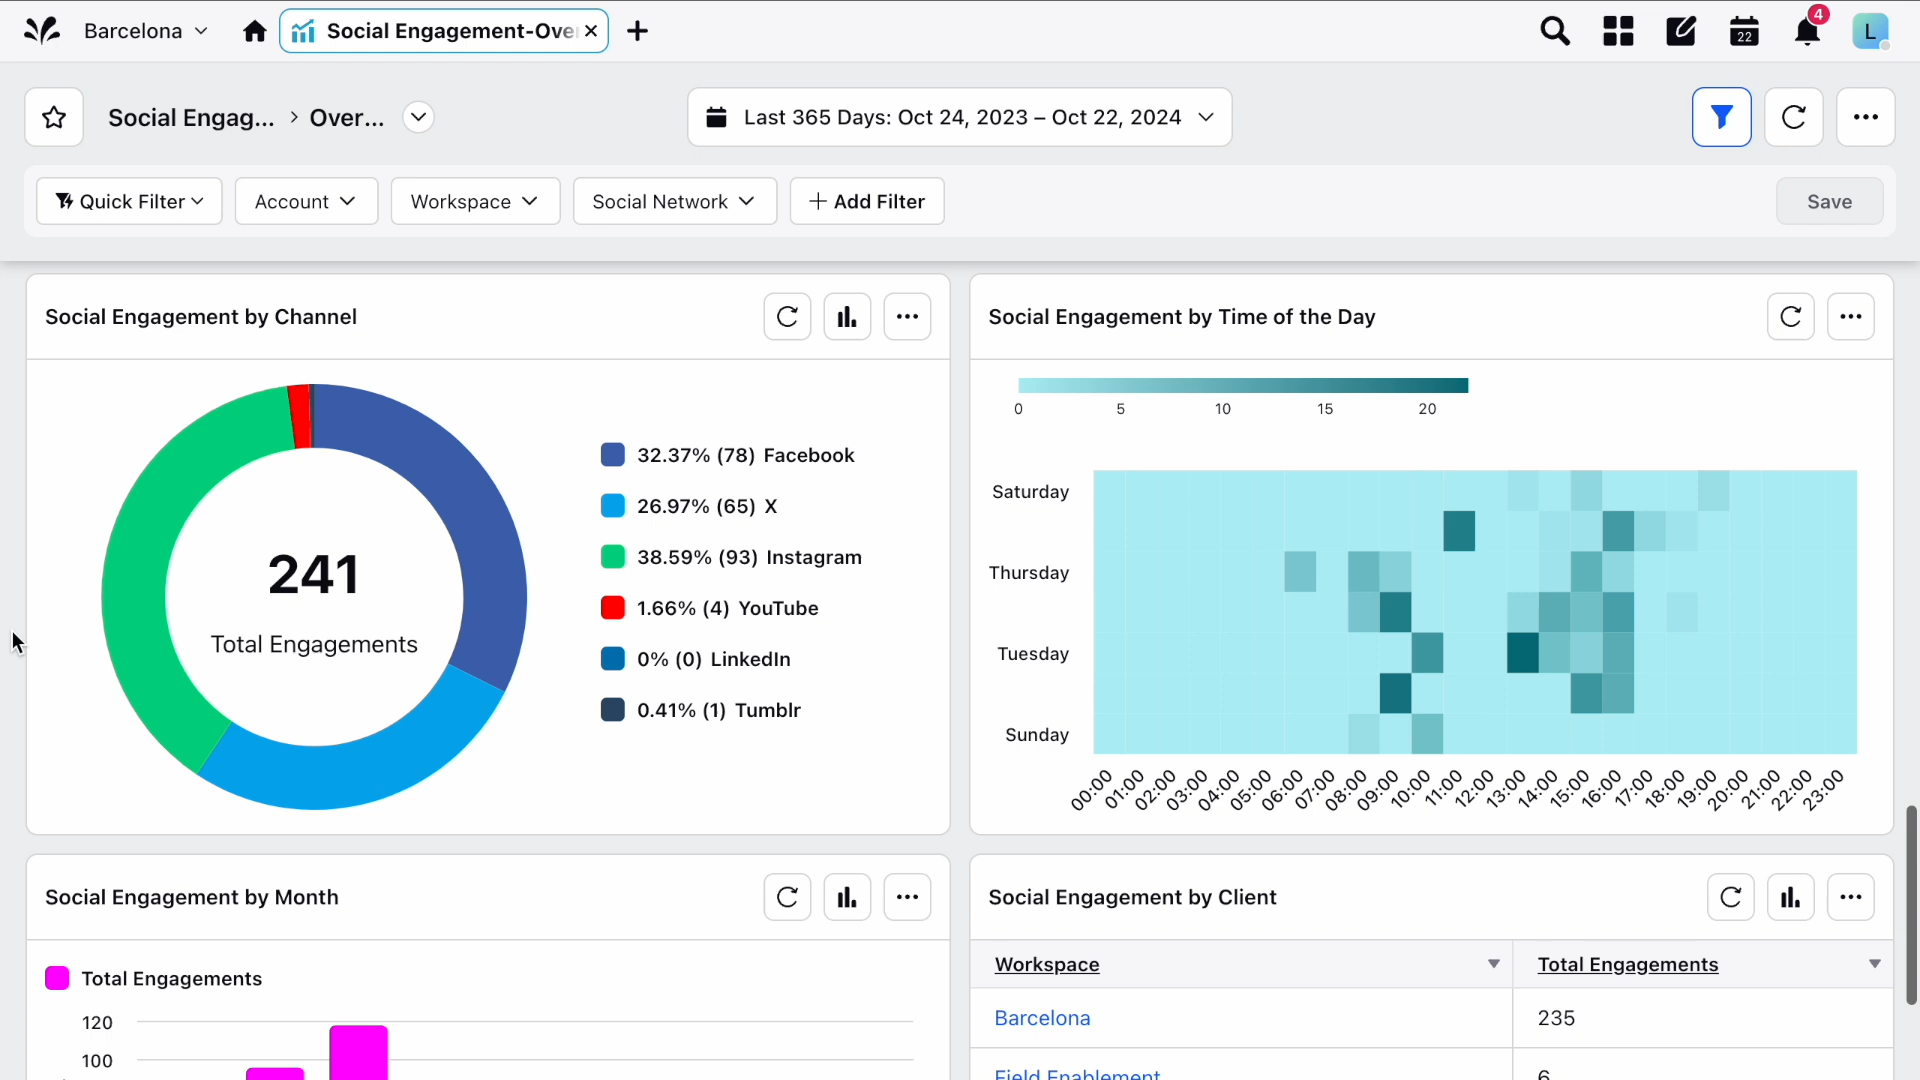 Barcelona
Social Engagement-Ove
22
4
L
Social Engag... > Over...
Last 365 Days: Oct 24, 2023 – Oct 22, 2024
Quick Filter
Account
Workspace
Social Network
+ Add Filter
Save
Social Engagement by Channel
241
Total Engagements
32.37% (78) Facebook
26.97% (65) X
38.59% (93) Instagram
1.66% (4) YouTube
0% (0) LinkedIn
0.41% (1) Tumblr
Social Engagement by Time of the Day
0 5 10 15 20
Saturday
Thursday
Tuesday
Sunday
00:00 01:00 02:00 03:00 04:00 05:00 06:00 07:00 08:00 09:00 10:00 11:00 12:00 13:00 14:00 15:00 16:00 17:00 18:00 19:00 20:00 21:00 22:00 23:00
Social Engagement by Month
Total Engagements
120
100
Social Engagement by Client
Workspace Total Engagements
Barcelona 235
Field Enablement 6